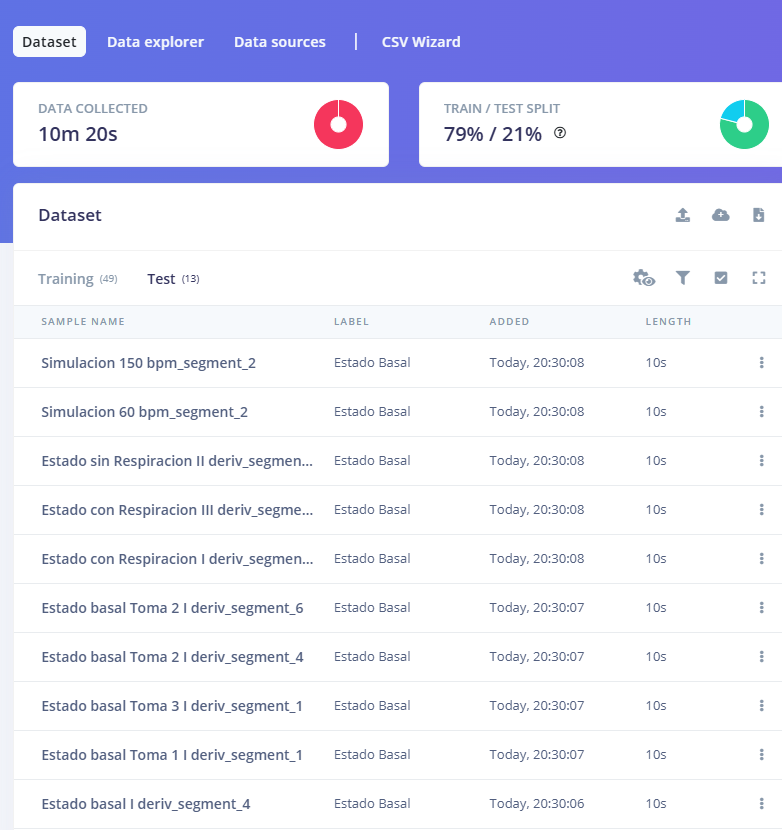 Dataset Data explorer Data sources | CSV Wizard
DATA COLLECTED
10m 20s
TRAIN / TEST SPLIT
79% / 21% ?
Dataset
Training (49) Test (13)
SAMPLE NAME LABEL ADDED LENGTH
Simulacion 150 bpm_segment_2 Estado Basal Today, 20:30:08 10s
Simulacion 60 bpm_segment_2 Estado Basal Today, 20:30:08 10s
Estado sin Respiracion II deriv_segmen... Estado Basal Today, 20:30:08 10s
Estado con Respiracion III deriv_segme... Estado Basal Today, 20:30:08 10s
Estado con Respiracion I deriv_segmen... Estado Basal Today, 20:30:08 10s
Estado basal Toma 2 I deriv_segment_6 Estado Basal Today, 20:30:07 10s
Estado basal Toma 2 I deriv_segment_4 Estado Basal Today, 20:30:07 10s
Estado basal Toma 3 I deriv_segment_1 Estado Basal Today, 20:30:07 10s
Estado basal Toma 1 I deriv_segment_1 Estado Basal Today, 20:30:07 10s
Estado basal I deriv_segment_4 Estado Basal Today, 20:30:06 10s